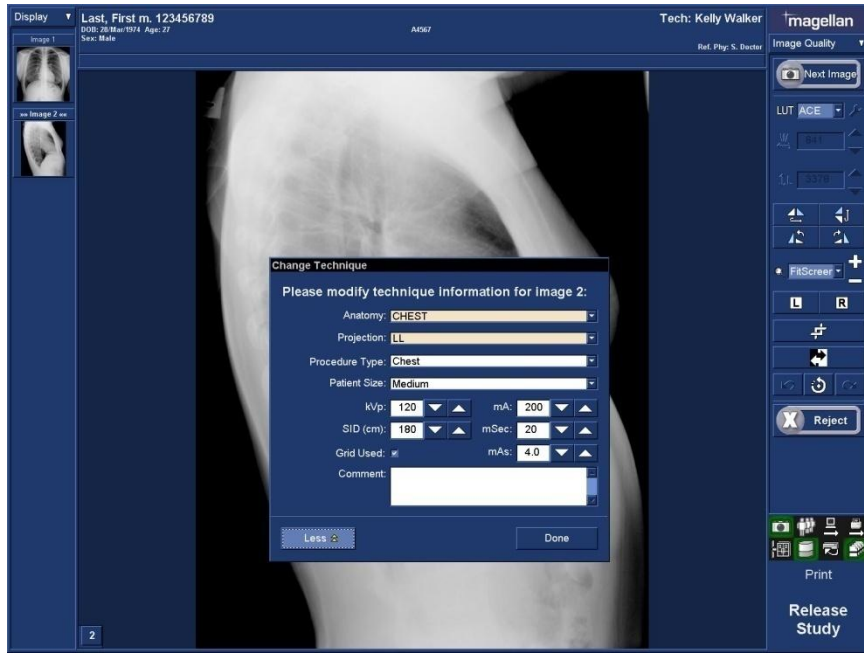 Display
Image 1
»» Image 2 ««
Last, First m. 123456789
DOB: 28/Mar/1974 Age: 27
Sex: Male
A4567
Tech: Kelly Walker
Ref. Phy: S. Doctor
magellan
Image Quality
Next Image
LUT ACE
841
3379
FitScreer
L R
Reject
Change Technique
Please modify technique information for image 2:
Anatomy: CHEST
Projection: LL
Procedure Type: Chest
Patient Size: Medium
kVp: 120 mA: 200
SID (cm): 180 mSec: 20
Grid Used: mAs: 4.0
Comment:
Less Done
Print
Release
Study
2